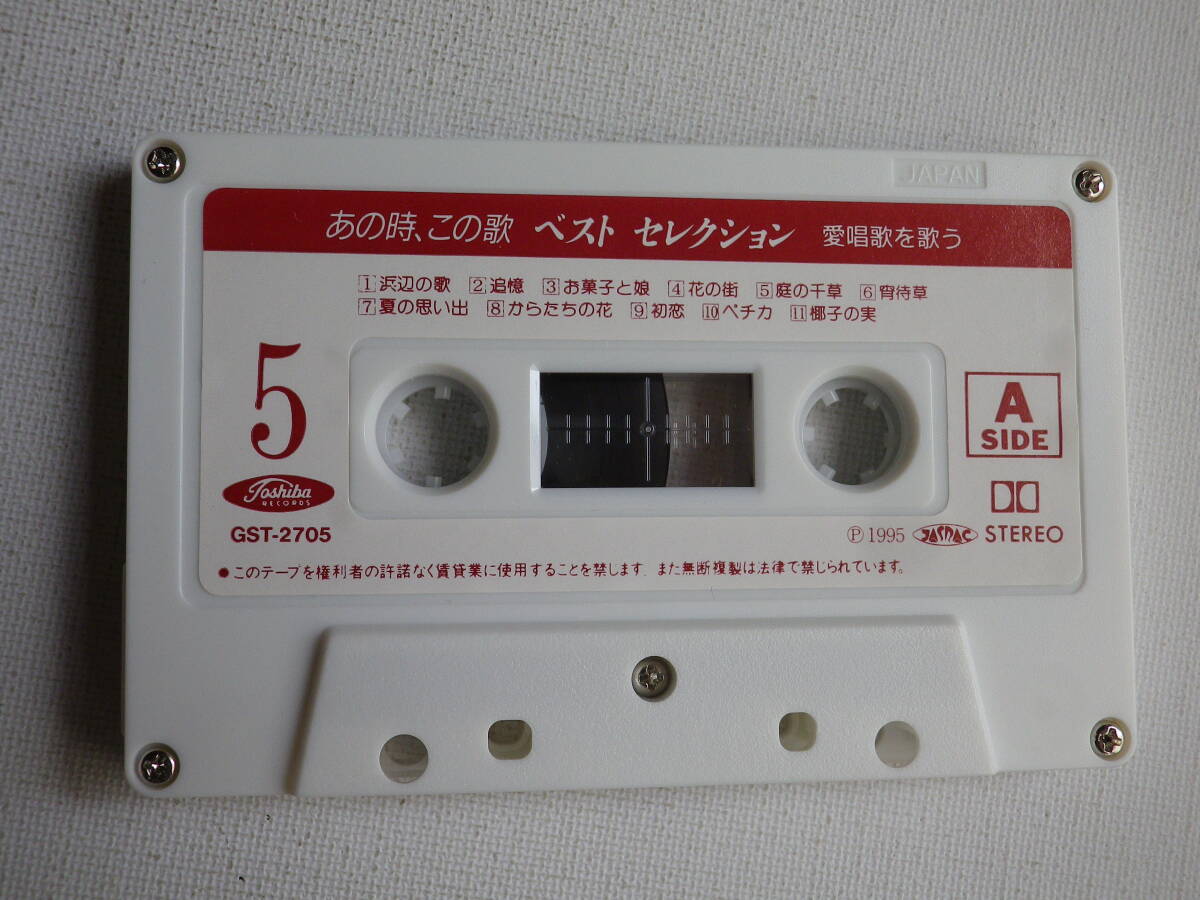 JAPAN
あの時、この歌 ベスト セレクション 愛唱歌を歌う
1 浜辺の歌 2 追憶 3 お菓子と娘 4 花の街 5 庭の千草 6 宵待草
7 夏の思い出 8 からたちの花 9 初恋 10 ペチカ 11 椰子の実
5
A
SIDE
Toshiba
RECORDS
GST-2705
Ⓟ 1995 JASRAC STEREO
●このテープを権利者の許諾なく賃貸業に使用することを禁じます. また無断複製は法律で禁じられています。